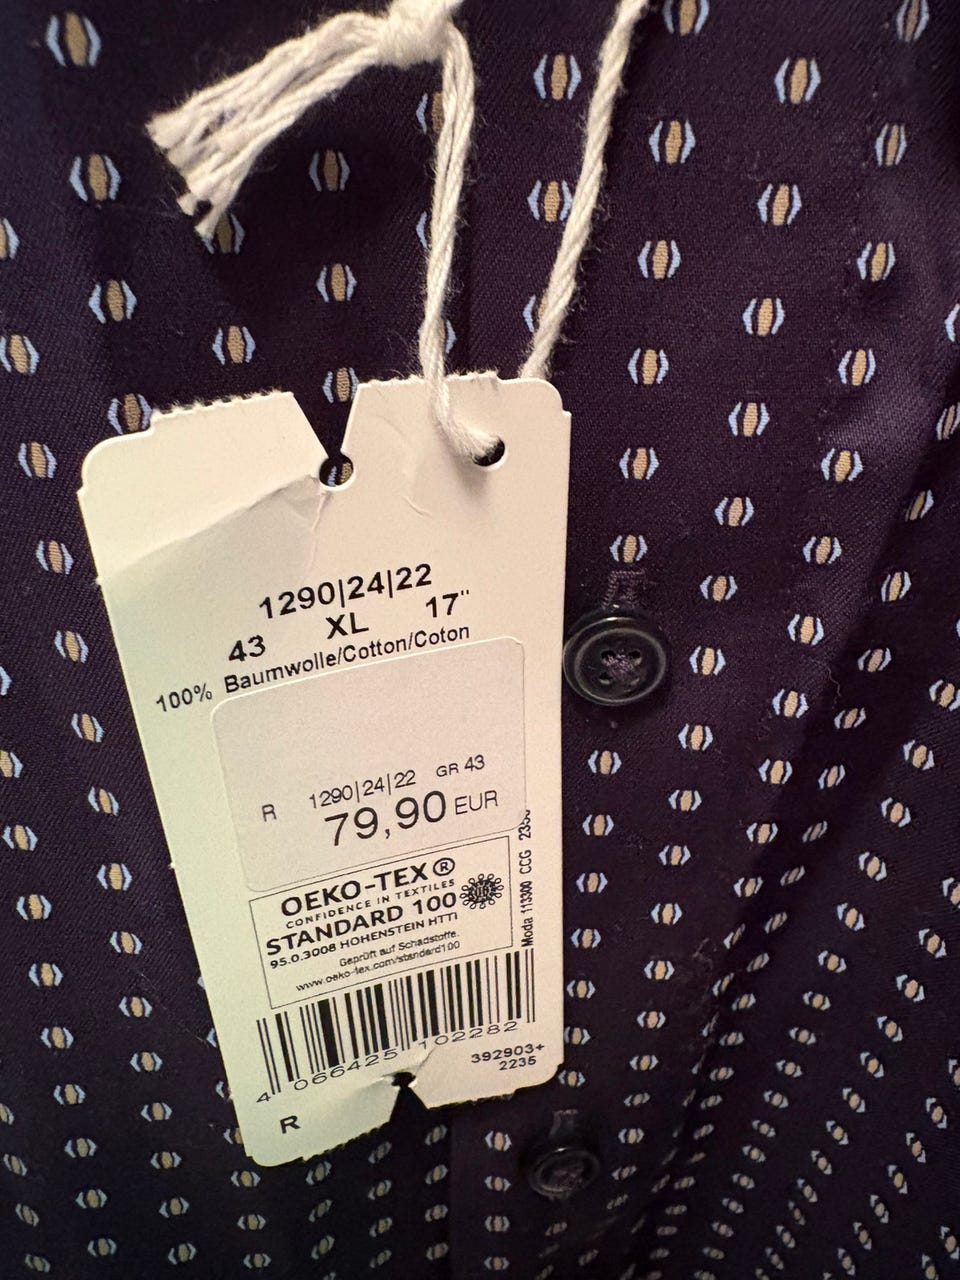 1290|24|22
43 XL 17"
100% Baumwolle/Cotton/Coton
R 1290|24|22 GR 43
79,90 EUR
OEKO-TEX®
CONFIDENCE IN TEXTILES
STANDARD 100
95.0.3008 HOHENSTEIN HTTI
Geprüft auf Schadstoffe.
www.oeko-tex.com/standard100
Moda 113300 CCG
4 066425 102282
392903+
2235
R